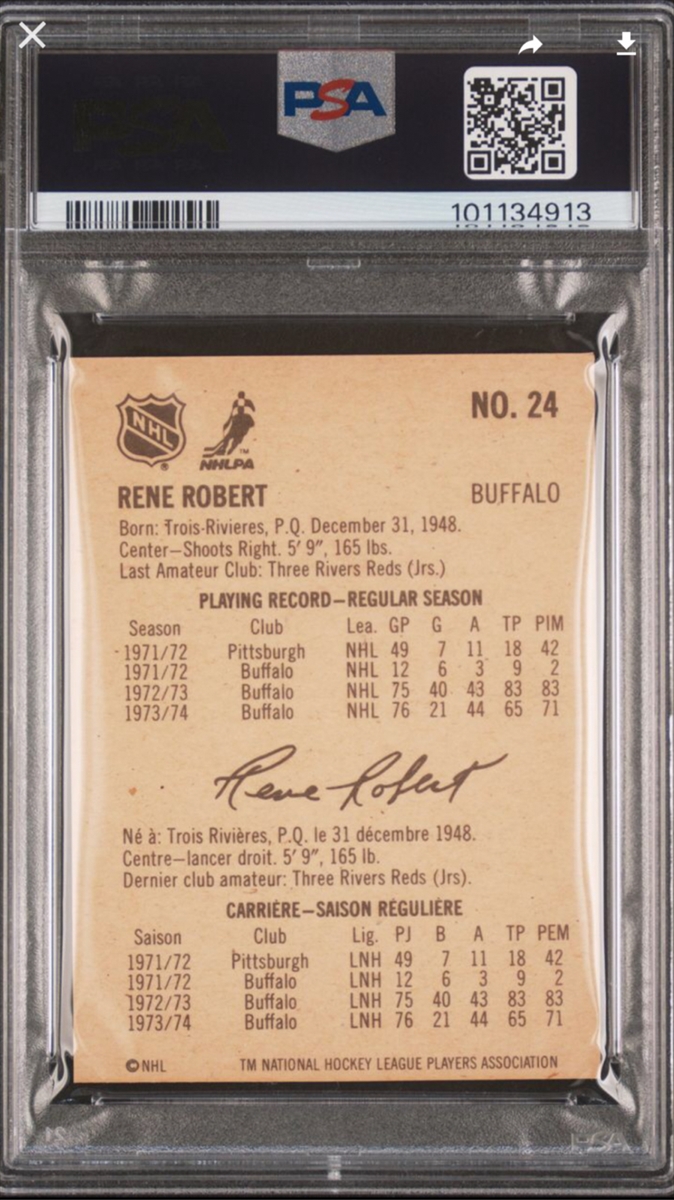 PSA
101134913
NHL
NHLPA
TM
NO. 24
RENE ROBERT BUFFALO
Born: Trois-Rivieres, P.Q. December 31, 1948.
Center—Shoots Right. 5′ 9″, 165 lbs.
Last Amateur Club: Three Rivers Reds (Jrs.)
PLAYING RECORD—REGULAR SEASON
Season Club Lea. GP G A TP PIM
1971/72 Pittsburgh NHL 49 7 11 18 42
1971/72 Buffalo NHL 12 6 3 9 2
1972/73 Buffalo NHL 75 40 43 83 83
1973/74 Buffalo NHL 76 21 44 65 71
Rene Robert
Né à: Trois Rivières, P.Q. le 31 décembre 1948.
Centre—lancer droit. 5′ 9″, 165 lb.
Dernier club amateur: Three Rivers Reds (Jrs).
CARRIÈRE—SAISON RÉGULIÈRE
Saison Club Lig. PJ B A TP PEM
1971/72 Pittsburgh LNH 49 7 11 18 42
1971/72 Buffalo LNH 12 6 3 9 2
1972/73 Buffalo LNH 75 40 43 83 83
1973/74 Buffalo LNH 76 21 44 65 71
©NHL TM NATIONAL HOCKEY LEAGUE PLAYERS ASSOCIATION